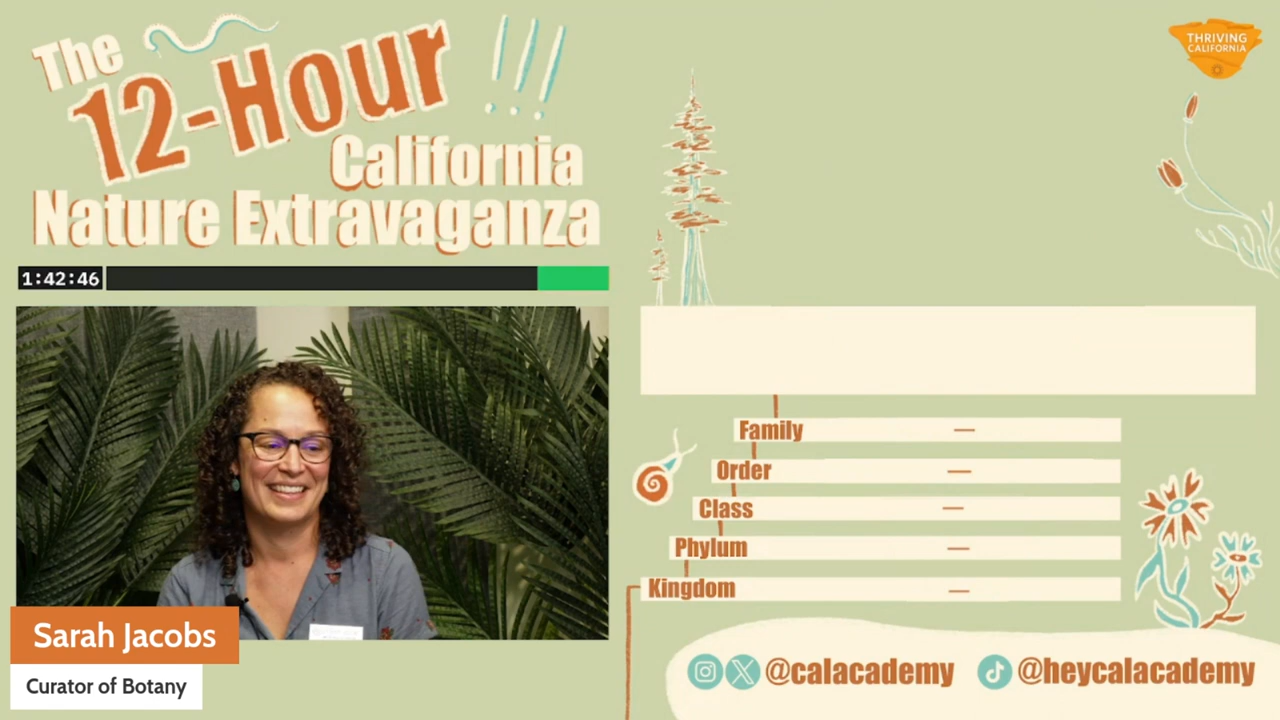 The
12-Hour !!!
California
Nature Extravaganza
THRIVING
CALIFORNIA
1:42:46
Family —
Order —
Class —
Phylum —
Kingdom —
Sarah Jacobs
Curator of Botany
@calacademy @heycalacademy